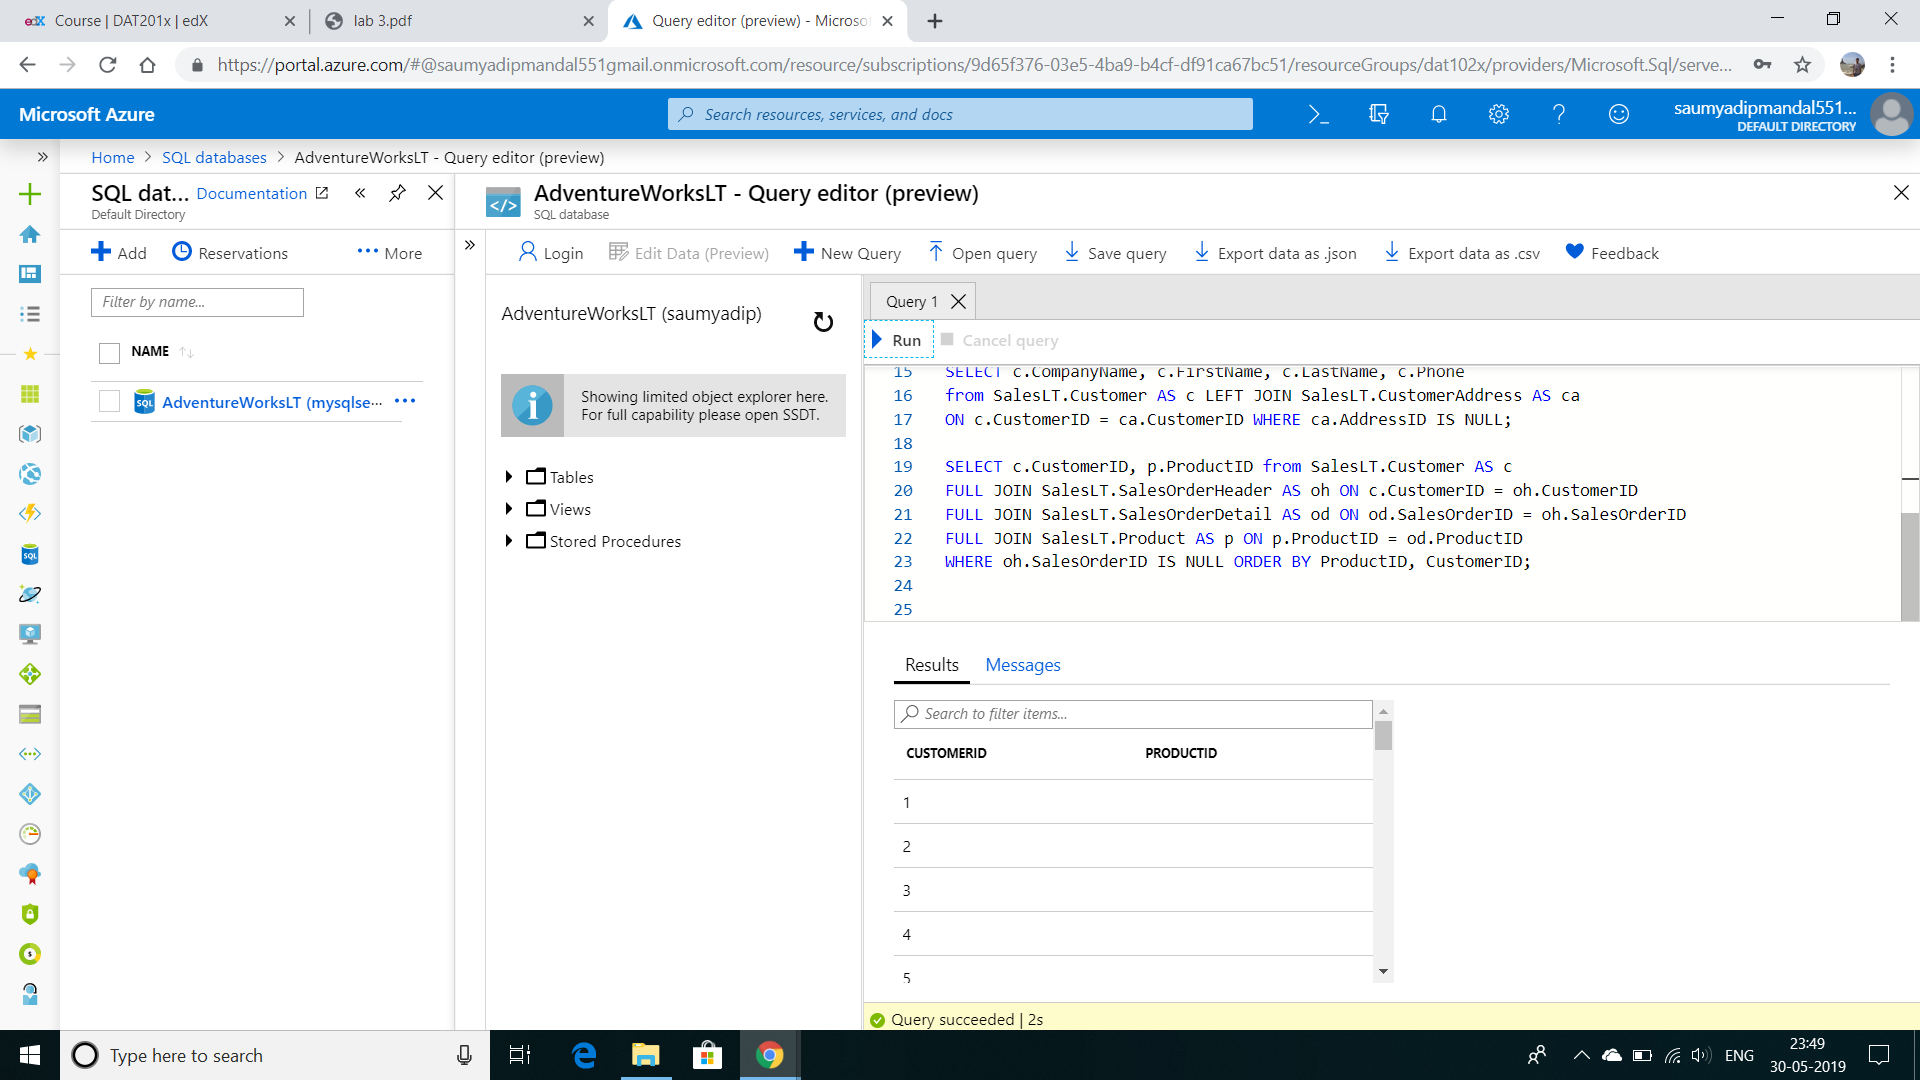 Course | DAT201x | edX
lab 3.pdf
Query editor (preview) - Microso
https://portal.azure.com/#@saumyadipmandal551gmail.onmicrosoft.com/resource/subscriptions/9d65f376-03e5-4ba9-b4cf-df91ca67bc51/resourceGroups/dat102x/providers/Microsoft.Sql/serve...
Microsoft Azure
Search resources, services, and docs
saumyadipmandal551...
DEFAULT DIRECTORY
Home > SQL databases > AdventureWorksLT - Query editor (preview)
SQL dat... Documentation
Default Directory
Add
Reservations
More
Filter by name...
NAME
AdventureWorksLT (mysqlse...
AdventureWorksLT - Query editor (preview)
SQL database
Login
Edit Data (Preview)
New Query
Open query
Save query
Export data as .json
Export data as .csv
Feedback
AdventureWorksLT (saumyadip)
Showing limited object explorer here.
For full capability please open SSDT.
Tables
Views
Stored Procedures
Query 1
Run
Cancel query
15 SELECT c.CompanyName, c.FirstName, c.LastName, c.Phone
16 from SalesLT.Customer AS c LEFT JOIN SalesLT.CustomerAddress AS ca
17 ON c.CustomerID = ca.CustomerID WHERE ca.AddressID IS NULL;
18
19 SELECT c.CustomerID, p.ProductID from SalesLT.Customer AS c
20 FULL JOIN SalesLT.SalesOrderHeader AS oh ON c.CustomerID = oh.CustomerID
21 FULL JOIN SalesLT.SalesOrderDetail AS od ON od.SalesOrderID = oh.SalesOrderID
22 FULL JOIN SalesLT.Product AS p ON p.ProductID = od.ProductID
23 WHERE oh.SalesOrderID IS NULL ORDER BY ProductID, CustomerID;
24
25
Results
Messages
Search to filter items...
CUSTOMERID PRODUCTID
1
2
3
4
5
Query succeeded | 2s
Type here to search
ENG
23:49
30-05-2019